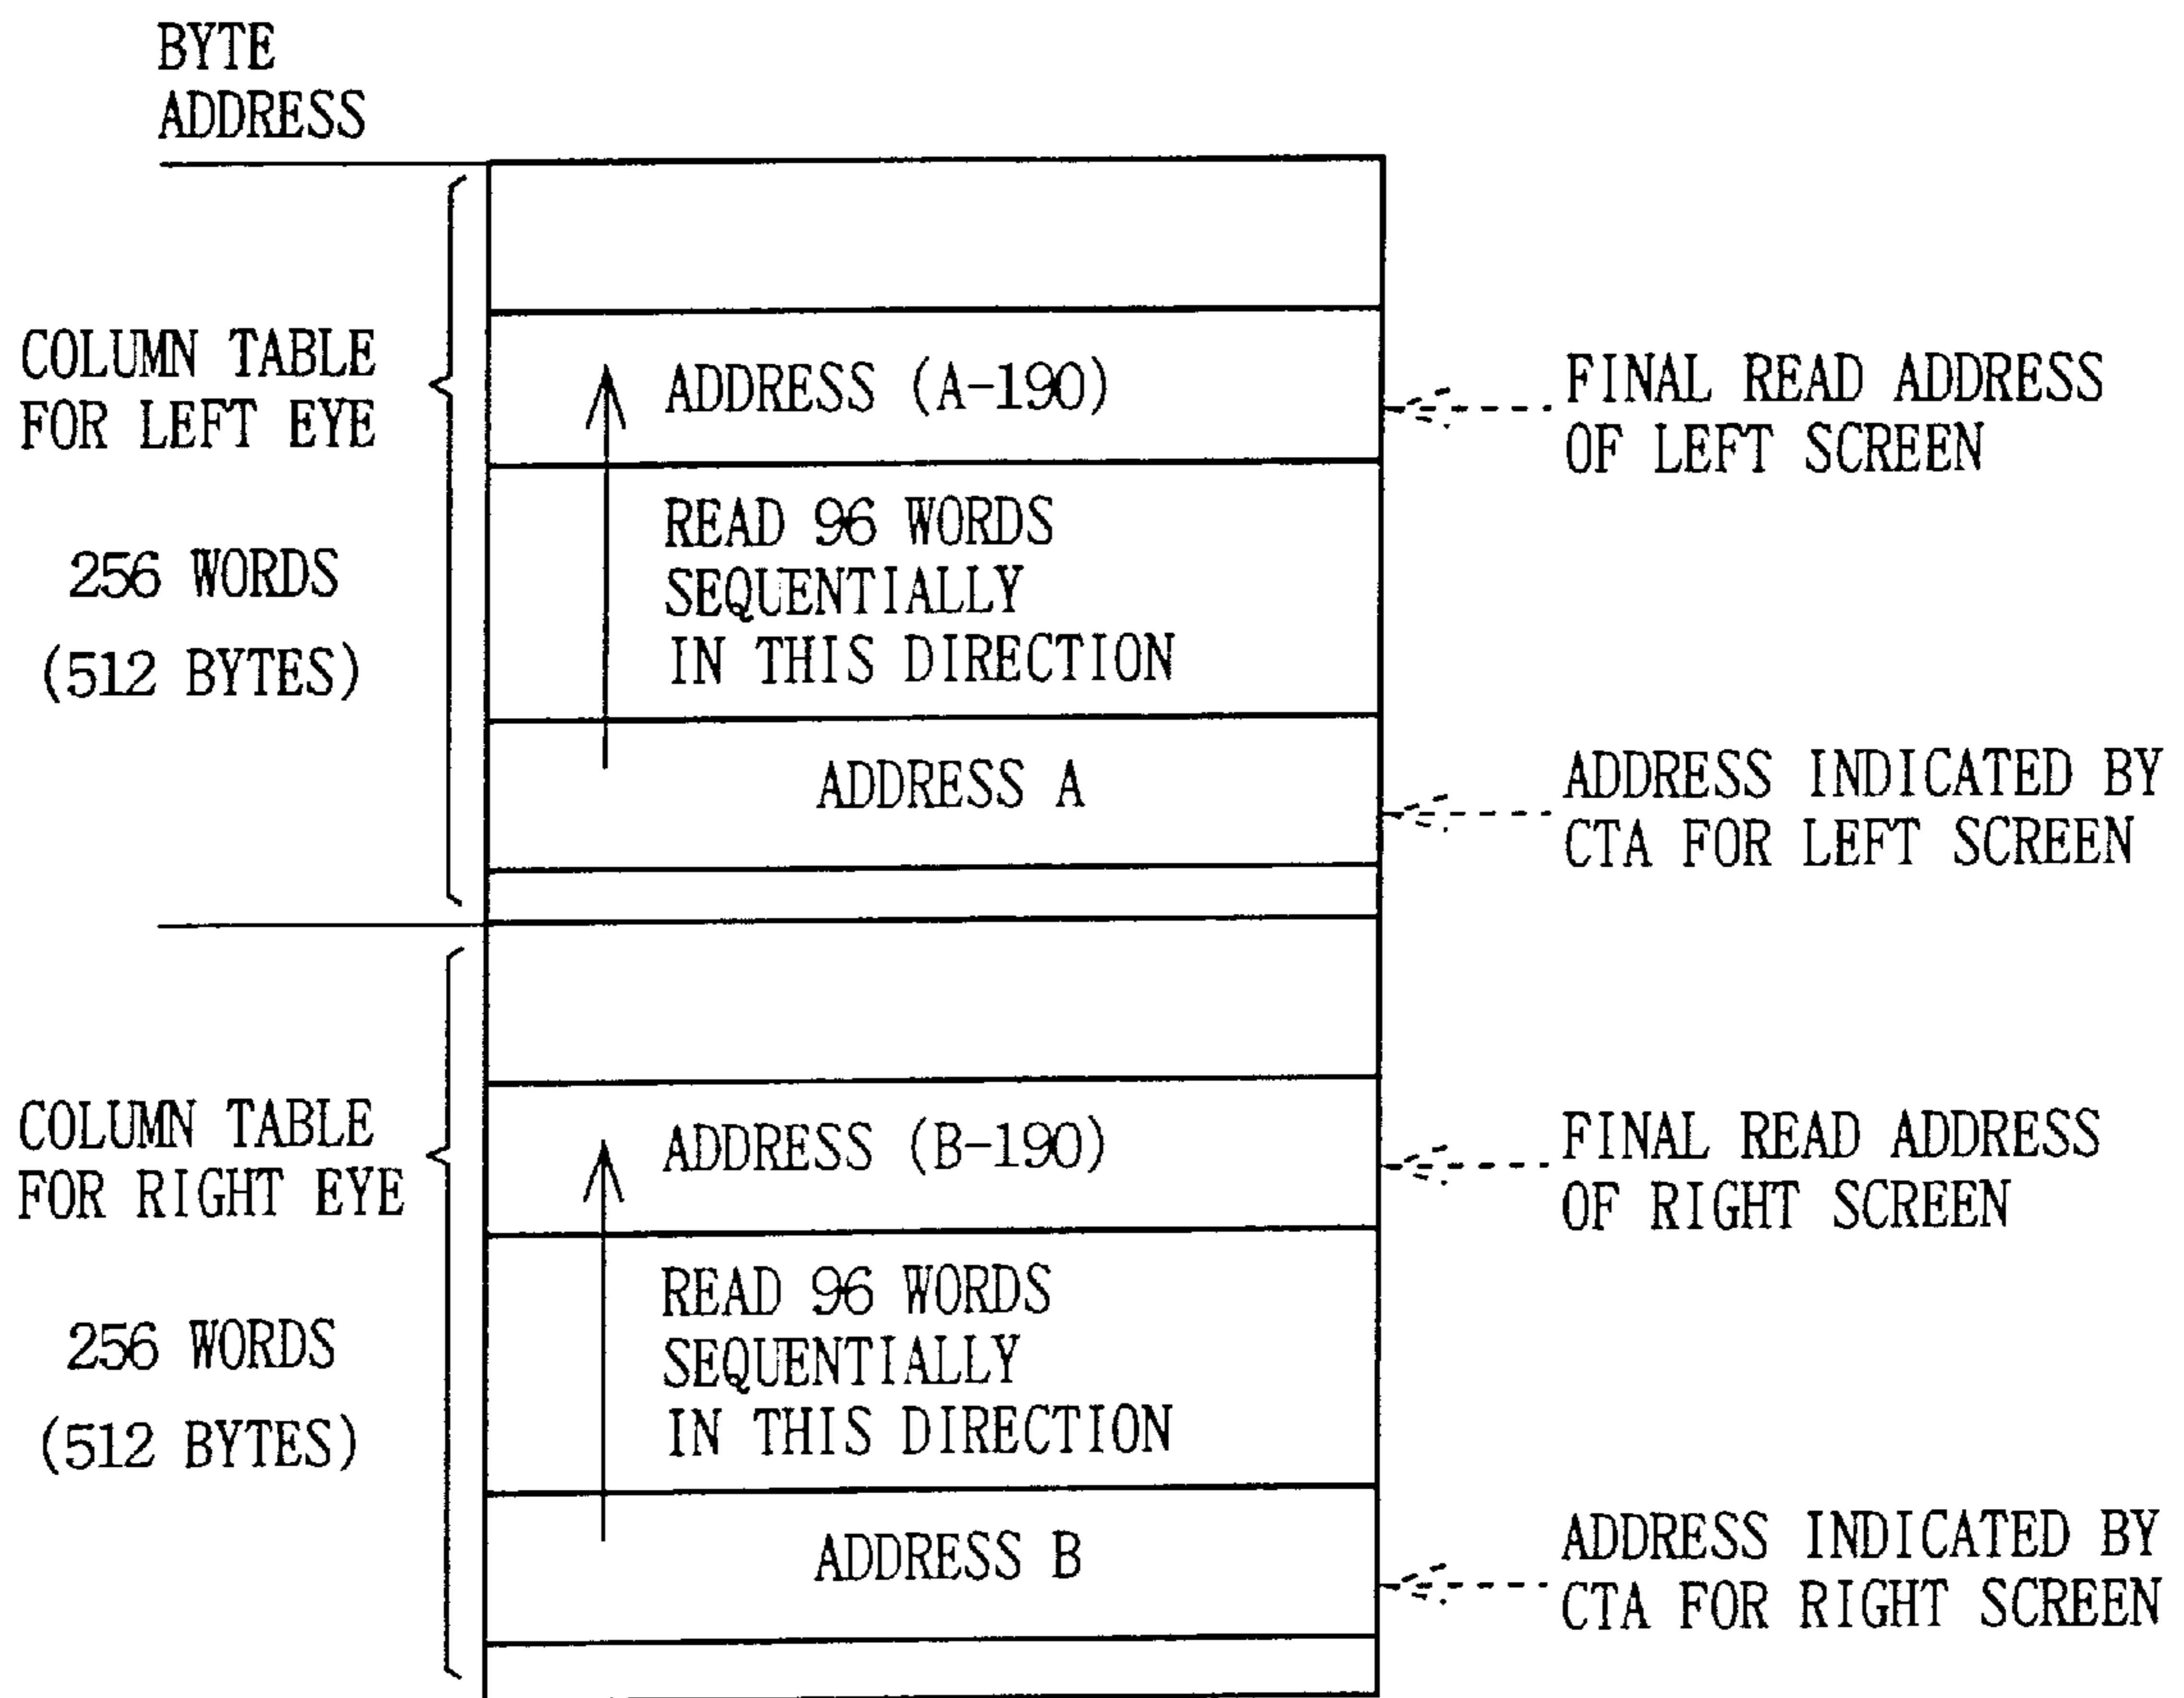 BYTE
ADDRESS
COLUMN TABLE
FOR LEFT EYE
256 WORDS
(512 BYTES)
ADDRESS (A-190)
READ 96 WORDS
SEQUENTIALLY
IN THIS DIRECTION
ADDRESS A
FINAL READ ADDRESS
OF LEFT SCREEN
ADDRESS INDICATED BY
CTA FOR LEFT SCREEN
COLUMN TABLE
FOR RIGHT EYE
256 WORDS
(512 BYTES)
ADDRESS (B-190)
READ 96 WORDS
SEQUENTIALLY
IN THIS DIRECTION
ADDRESS B
FINAL READ ADDRESS
OF RIGHT SCREEN
ADDRESS INDICATED BY
CTA FOR RIGHT SCREEN